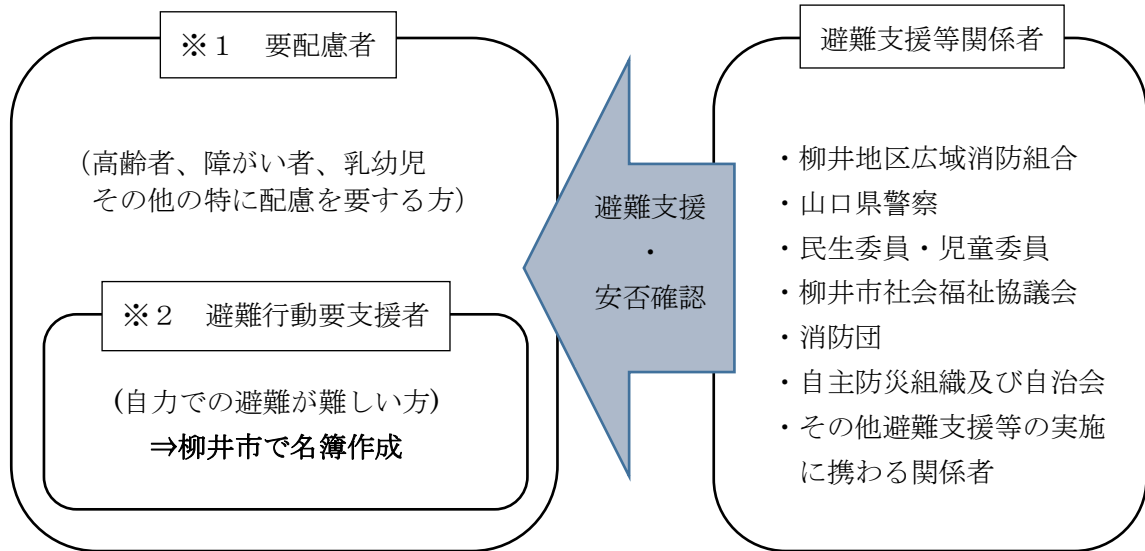 ※１　要配慮者
（高齢者、障がい者、乳幼児
その他の特に配慮を要する方）
※２　避難行動要支援者
(自力での避難が難しい方)
⇒柳井市で名簿作成
避難支援
・
安否確認
避難支援等関係者
・柳井地区広域消防組合
・山口県警察
・民生委員・児童委員
・柳井市社会福祉協議会
・消防団
・自主防災組織及び自治会
・その他避難支援等の実施
に携わる関係者